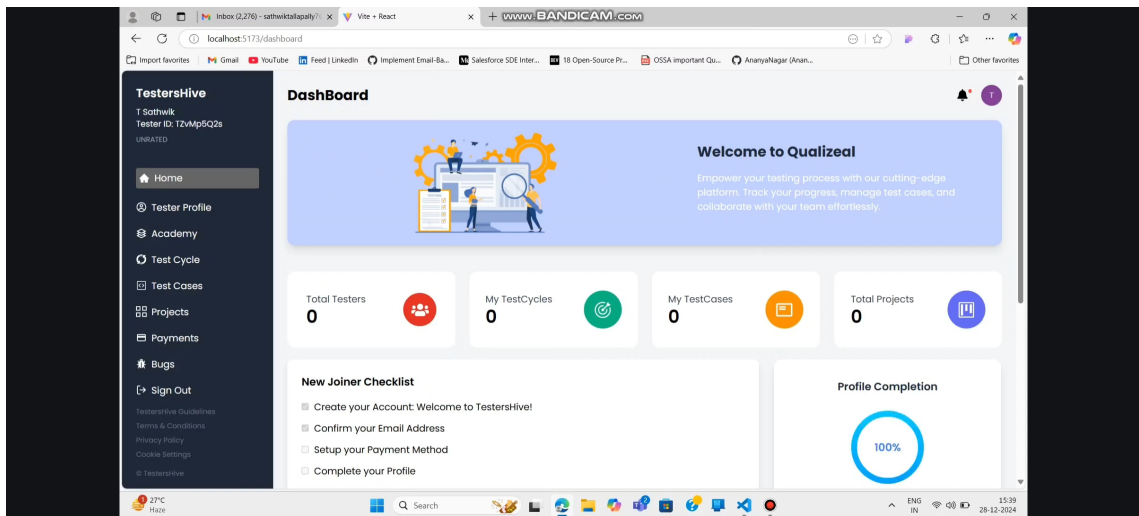 Inbox (2,276) - sathwiktallapally7
Vite + React
www.BANDICAM.com
localhost:5173/dashboard
Import favorites
Gmail
YouTube
Feed | LinkedIn
Implement Email-Ba...
Salesforce SDE Inter...
18 Open-Source Pr...
OSSA important Qu...
AnanyaNagar (Anan...
Other favorites
TestersHive
T Sathwik
Tester ID: TZvMp5Q2s
UNRATED
Home
Tester Profile
Academy
Test Cycle
Test Cases
Projects
Payments
Bugs
Sign Out
TestersHive Guidelines
Terms & Conditions
Privacy Policy
Cookie Settings
© TestersHive
DashBoard
T
Welcome to Qualizeal
Empower your testing process with our cutting-edge
platform. Track your progress, manage test cases, and
collaborate with your team effortlessly.
Total Testers
0
My TestCycles
0
My TestCases
0
Total Projects
0
New Joiner Checklist
Create your Account: Welcome to TestersHive!
Confirm your Email Address
Setup your Payment Method
Complete your Profile
Profile Completion
100%
27°C
Haze
Search
ENG
IN
15:39
28-12-2024